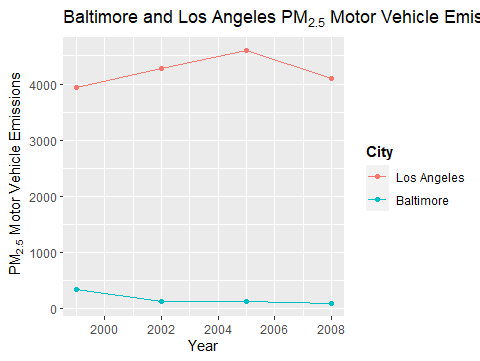 Baltimore and Los Angeles PM2.5 Motor Vehicle Emis
PM2.5 Motor Vehicle Emissions
4000
3000
2000
1000
0
2000 2002 2004 2006 2008
Year
City
Los Angeles
Baltimore